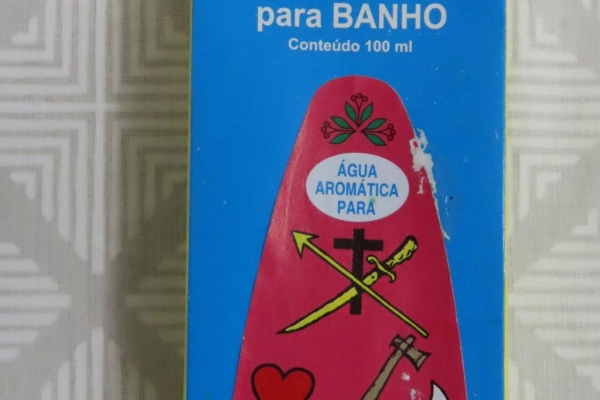 para BANHO
Conteúdo 100 ml
ÁGUA
AROMÁTICA
PARA